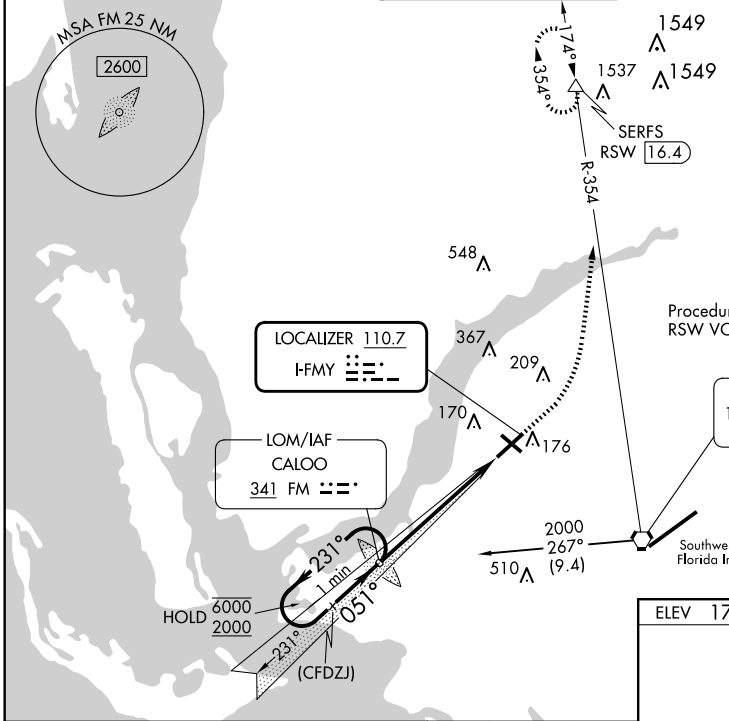 MSA FM 25 NM
2600
174°
354°
1549
1537
1549
SERFS
RSW 16.4
R-354
548
Procedur
RSW VO
LOCALIZER 110.7
I-FMY
367
209
170
176
1
LOM/IAF
CALOO
341 FM
231°
1 min
051°
HOLD 6000
2000
231°
(CFDZJ)
2000
267°
(9.4)
510
Southwe
Florida In
ELEV 17